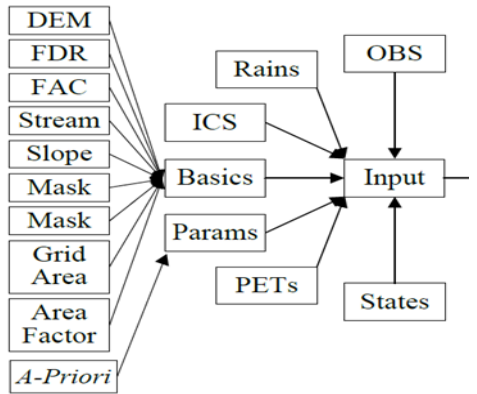 DEM
FDR
FAC
Stream
Slope
Mask
Mask
Grid
Area
Area
Factor
A-Priori
Rains
ICS
Basics
Params
PETs
OBS
Input
States